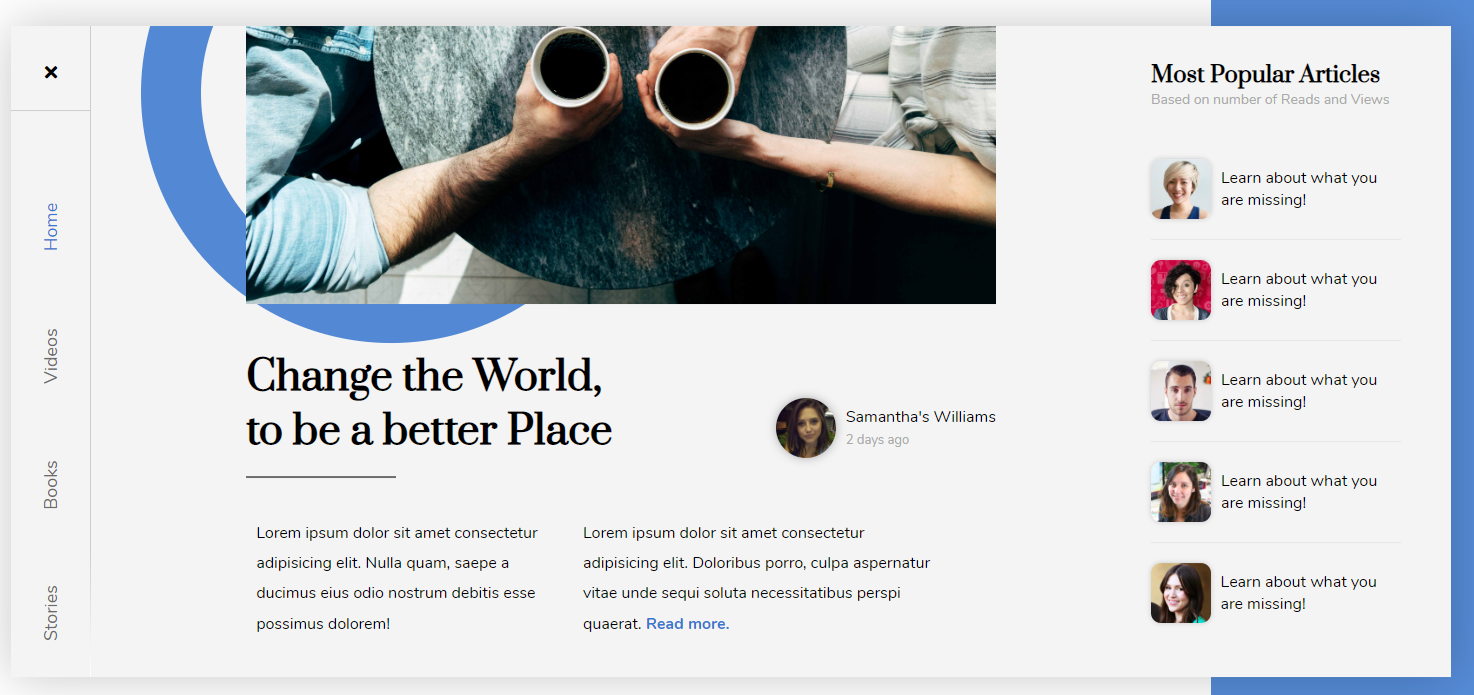 Home
Videos
Books
Stories
Change the World,
to be a better Place
Samantha's Williams
2 days ago
Lorem ipsum dolor sit amet consectetur
adipisicing elit. Nulla quam, saepe a
ducimus eius odio nostrum debitis esse
possimus dolorem!
Lorem ipsum dolor sit amet consectetur
adipisicing elit. Doloribus porro, culpa aspernatur
vitae unde sequi soluta necessitatibus perspi
quaerat. Read more.
Most Popular Articles
Based on number of Reads and Views
Learn about what you
are missing!
Learn about what you
are missing!
Learn about what you
are missing!
Learn about what you
are missing!
Learn about what you
are missing!